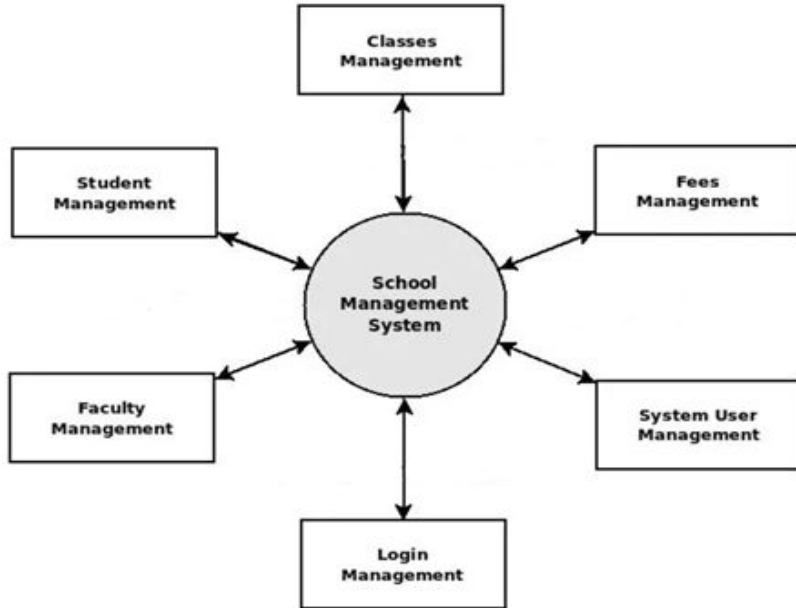 Classes
Management
Student
Management
Fees
Management
School
Management
System
Faculty
Management
System User
Management
Login
Management